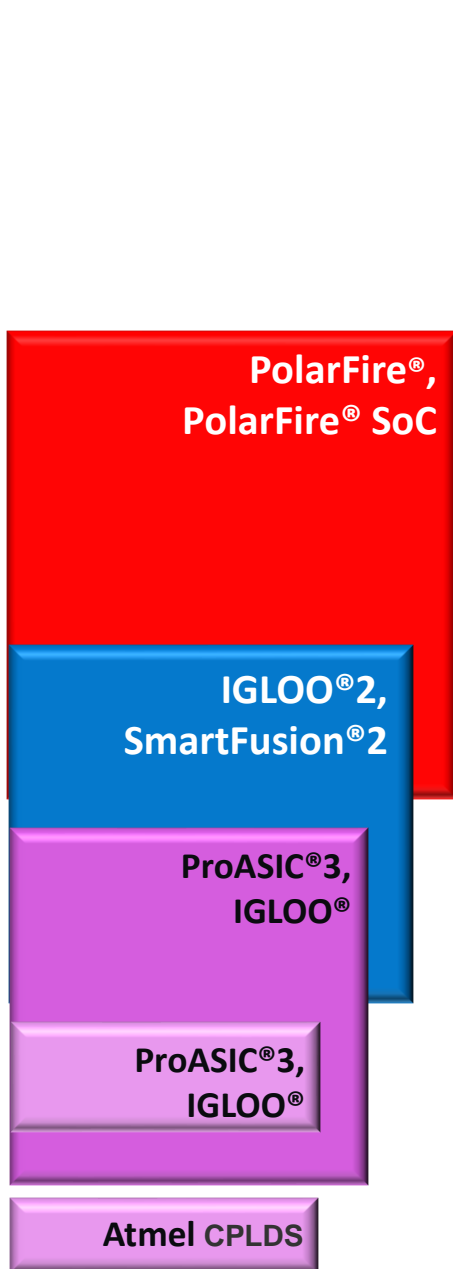 PolarFire®,
PolarFire® SoC
IGLOO®2,
SmartFusion®2
ProASIC®3,
IGLOO®
ProASIC®3,
IGLOO®
Atmel CPLDS